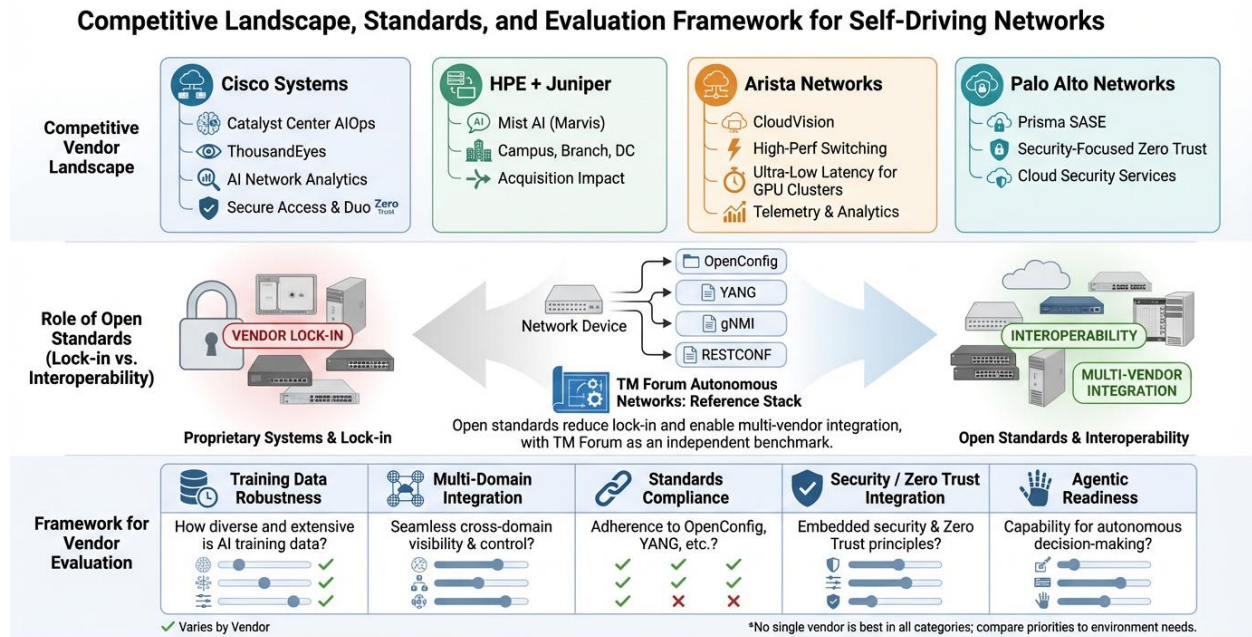 Competitive Landscape, Standards, and Evaluation Framework for Self-Driving Networks
Competitive
Vendor
Landscape
Cisco Systems
Catalyst Center AIOps
ThousandEyes
AI Network Analytics
Secure Access & Duo Zero
Trust
HPE + Juniper
AI
Mist AI (Marvis)
Campus, Branch, DC
Acquisition Impact
Arista Networks
CloudVision
High-Perf Switching
Ultra-Low Latency for
GPU Clusters
Telemetry & Analytics
Palo Alto Networks
Prisma SASE
Security-Focused Zero Trust
Cloud Security Services
Role of Open
Standards
(Lock-in vs.
Interoperability)
VENDOR LOCK-IN
Proprietary Systems & Lock-in
Network Device
OpenConfig
YANG
gNMI
RESTCONF
TM Forum Autonomous
Networks: Reference Stack
Open standards reduce lock-in and enable multi-vendor integration,
with TM Forum as an independent benchmark.
INTEROPERABILITY
MULTI-VENDOR
INTEGRATION
Open Standards & Interoperability
Framework for
Vendor
Evaluation
Training Data
Robustness
How diverse and extensive
is AI training data?
Multi-Domain
Integration
Seamless cross-domain
visibility & control?
Standards
Compliance
Adherence to OpenConfig,
YANG, etc.?
Security / Zero Trust
Integration
Embedded security & Zero
Trust principles?
Agentic
Readiness
Capability for autonomous
decision-making?
✓ Varies by Vendor
*No single vendor is best in all categories; compare priorities to environment needs.